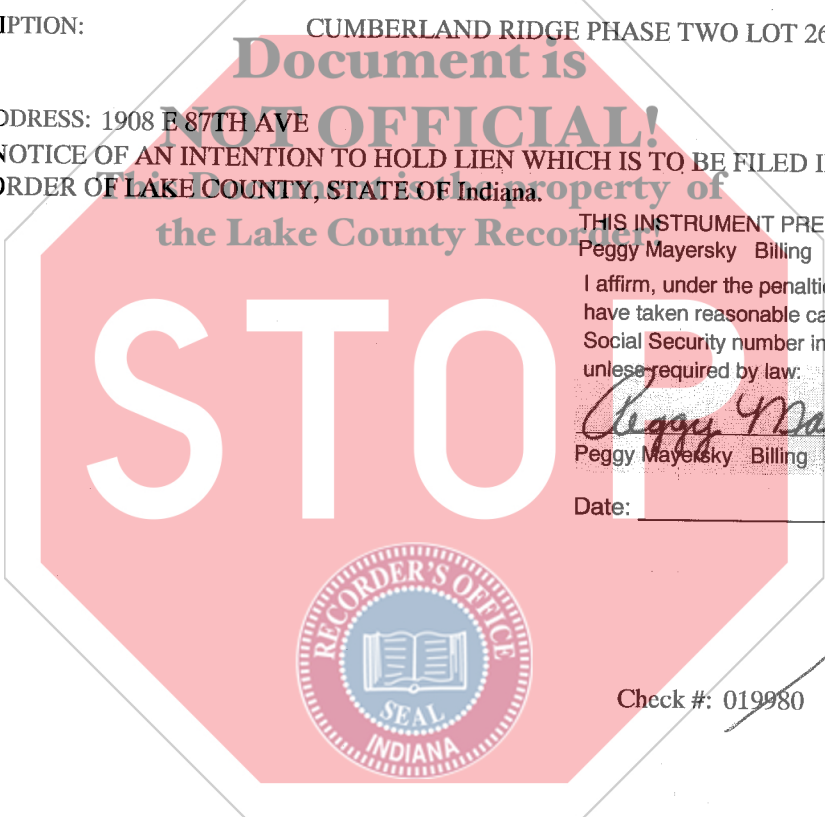 IPTION: CUMBERLAND RIDGE PHASE TWO LOT 26
Document is
DDRESS: 1908 E 87TH AVE
NOT OFFICIAL!
NOTICE OF AN INTENTION TO HOLD LIEN WHICH IS TO BE FILED I
ORDER OF LAKE COUNTY, STATE OF Indiana.
This Document is the property of
the Lake County Recorder!
THIS INSTRUMENT PRE
Peggy Mayersky Billing
I affirm, under the penalti
have taken reasonable ca
Social Security number in
unless required by law:
STOP
Peggy Ma
Peggy Mayersky Billing
Date:
RECORDER'S OFFICE
SEAL
INDIANA
Check #: 019980